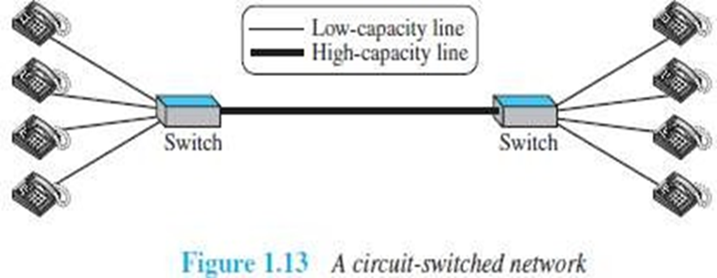 Low-capacity line
High-capacity line
Switch
Switch
Figure 1.13 A circuit-switched network